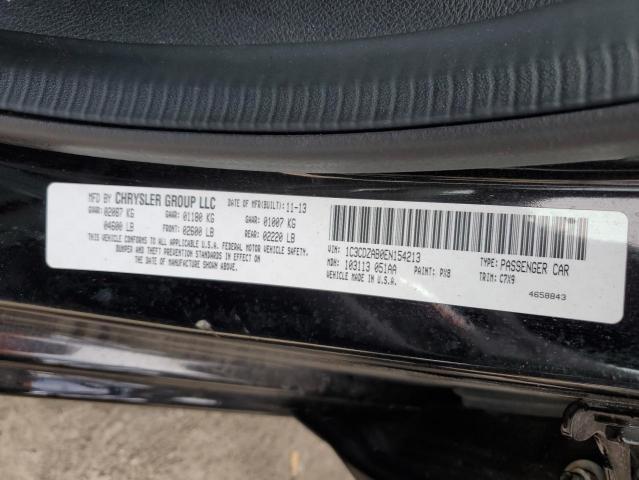 MFD BY CHRYSLER GROUP LLC DATE OF MFR(BUILT): 11-13
GVWR: 02087 KG GAWR: 01180 KG GAWR: 01007 KG
04600 LB FRONT: 02600 LB REAR: 02220 LB
THIS VEHICLE CONFORMS TO ALL APPLICABLE U.S.A. FEDERAL MOTOR VEHICLE SAFETY,
BUMPER AND THEFT PREVENTION STANDARDS IN EFFECT ON THE DATE OF MANUFACTURE SHOWN ABOVE.
VIN: 1C3CDZAB0EN154213 TYPE: PASSENGER CAR
MDH: 103113 051AA PAINT: PX8 TRIM: C7X9
VEHICLE MADE IN U.S.A.
4658843